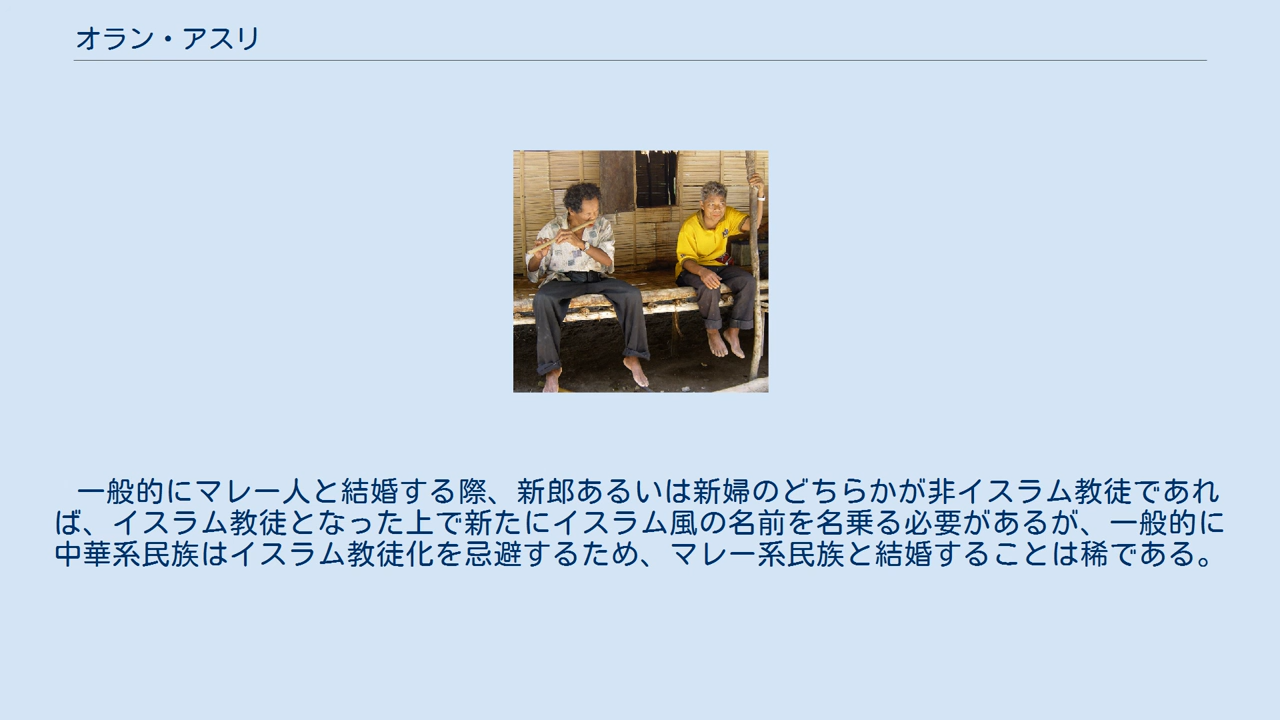 オラン・アスリ
一般的にマレー人と結婚する際、新郎あるいは新婦のどちらかが非イスラム教徒であれ
ば、イスラム教徒となった上で新たにイスラム風の名前を名乗る必要があるが、一般的に
中華系民族はイスラム教徒化を忌避するため、マレー系民族と結婚することは稀である。